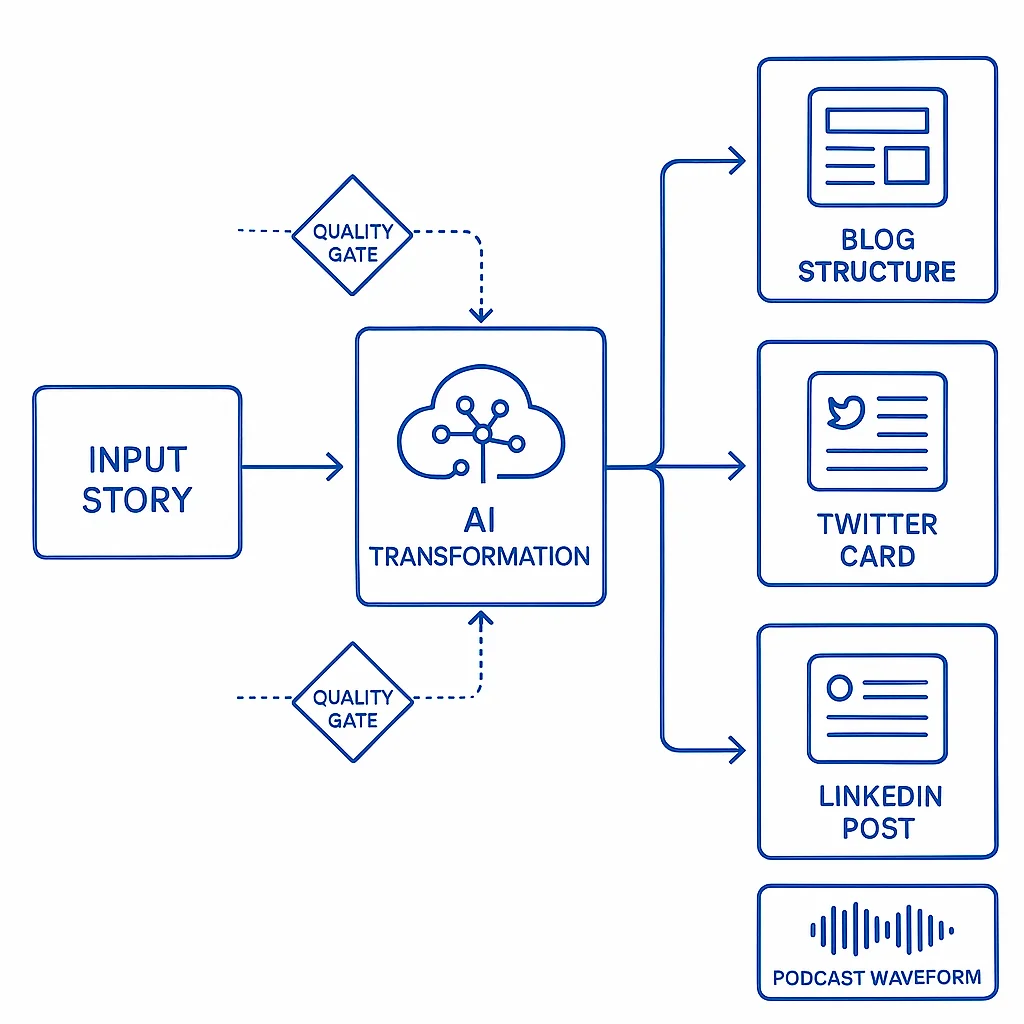 QUALITY
GATE
INPUT
STORY
AI
TRANSFORMATION
QUALITY
GATE
BLOG
STRUCTURE
TWITTER
CARD
LINKEDIN
POST
PODCAST WAVEFORM